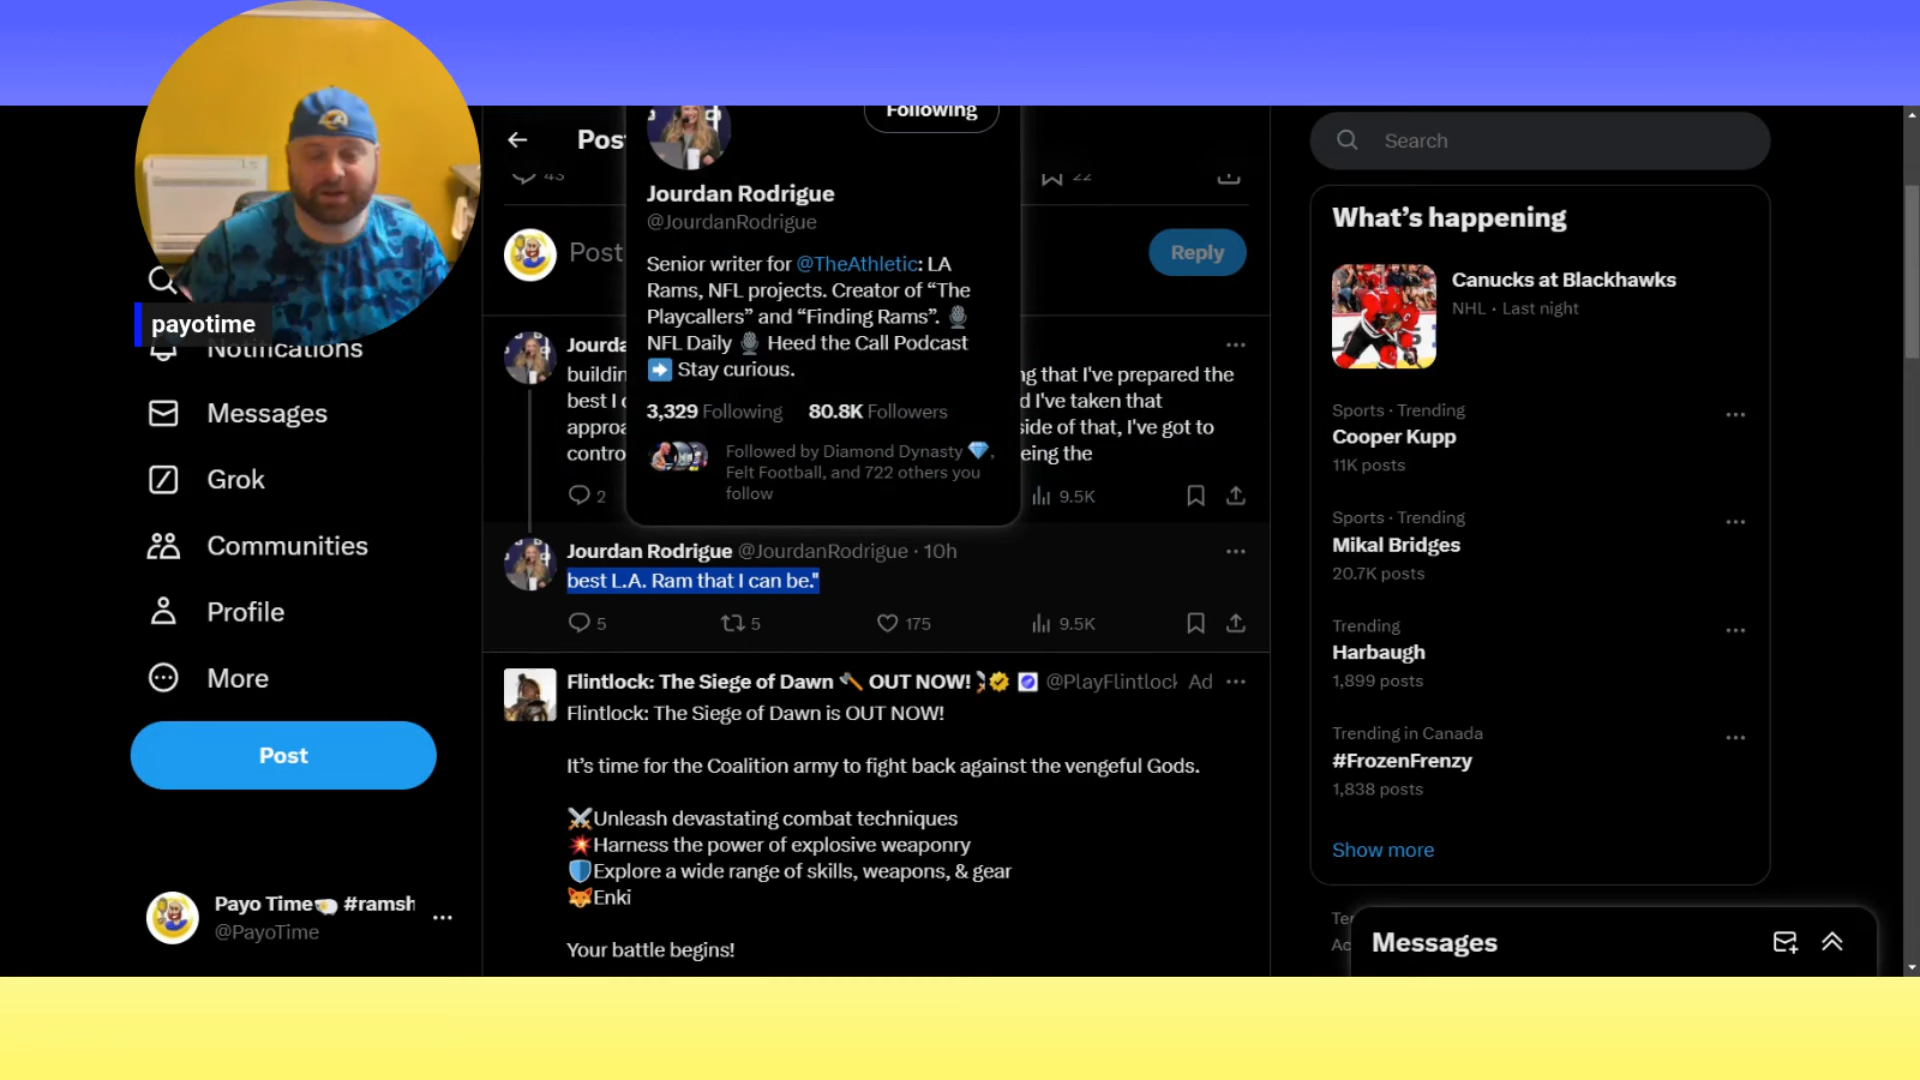 payotime
Notifications
Messages
Grok
Communities
Profile
More
Post
Payo Time🐏 #ramsh
@PayoTime
Pos
43
22
Post
Reply
Following
Jourdan Rodrigue
@JourdanRodrigue
Senior writer for @TheAthletic: LA
Rams, NFL projects. Creator of “The
Playcallers” and “Finding Rams”. 🎙
NFL Daily 🎙 Heed the Call Podcast
➡️ Stay curious.
3,329 Following 80.8K Followers
Followed by Diamond Dynasty 💎,
Felt Football, and 722 others you
follow
Jourda
buildin ng that I've prepared the
best I d I've taken that
approa side of that, I've got to
contro eing the
2 9.5K
Jourdan Rodrigue @JourdanRodrigue · 10h
best L.A. Ram that I can be."
5 5 175 9.5K
Flintlock: The Siege of Dawn 🪓 OUT NOW! @PlayFlintlock Ad
Flintlock: The Siege of Dawn is OUT NOW!
It’s time for the Coalition army to fight back against the vengeful Gods.
⚔️Unleash devastating combat techniques
💥Harness the power of explosive weaponry
🛡️Explore a wide range of skills, weapons, & gear
🦊Enki
Your battle begins!
Search
What’s happening
Canucks at Blackhawks
NHL · Last night
Sports · Trending
Cooper Kupp
11K posts
Sports · Trending
Mikal Bridges
20.7K posts
Trending
Harbaugh
1,899 posts
Trending in Canada
#FrozenFrenzy
1,838 posts
Show more
Ter
Ac
Messages